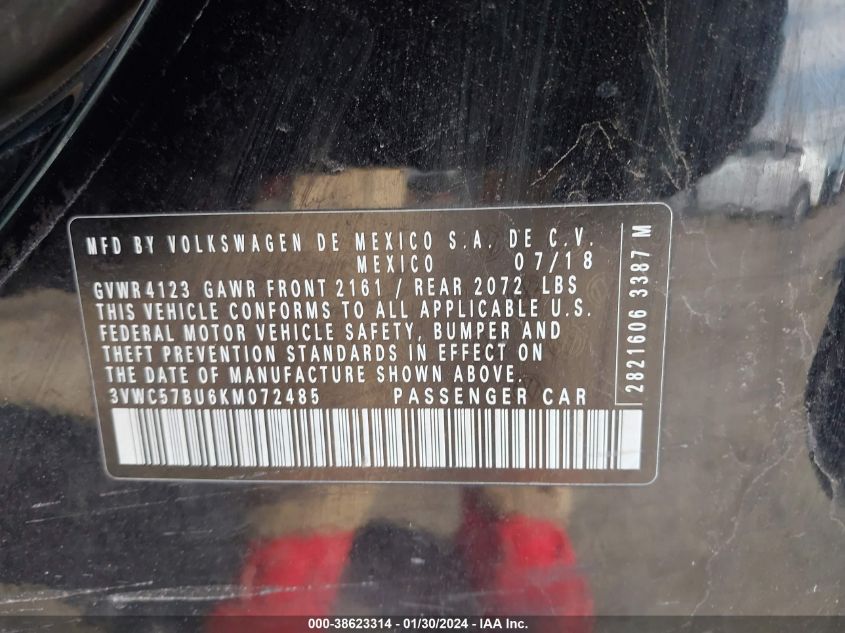 MFD BY VOLKSWAGEN DE MEXICO S.A. DE C.V.
MEXICO 07/18
GVWR4123 GAWR FRONT 2161 / REAR 2072 LBS
THIS VEHICLE CONFORMS TO ALL APPLICABLE U.S.
FEDERAL MOTOR VEHICLE SAFETY, BUMPER AND
THEFT PREVENTION STANDARDS IN EFFECT ON
THE DATE OF MANUFACTURE SHOWN ABOVE.
3VWC57BU6KM072485 PASSENGER CAR
2821606 3387 M
000-38623314 - 01/30/2024 - IAA Inc.